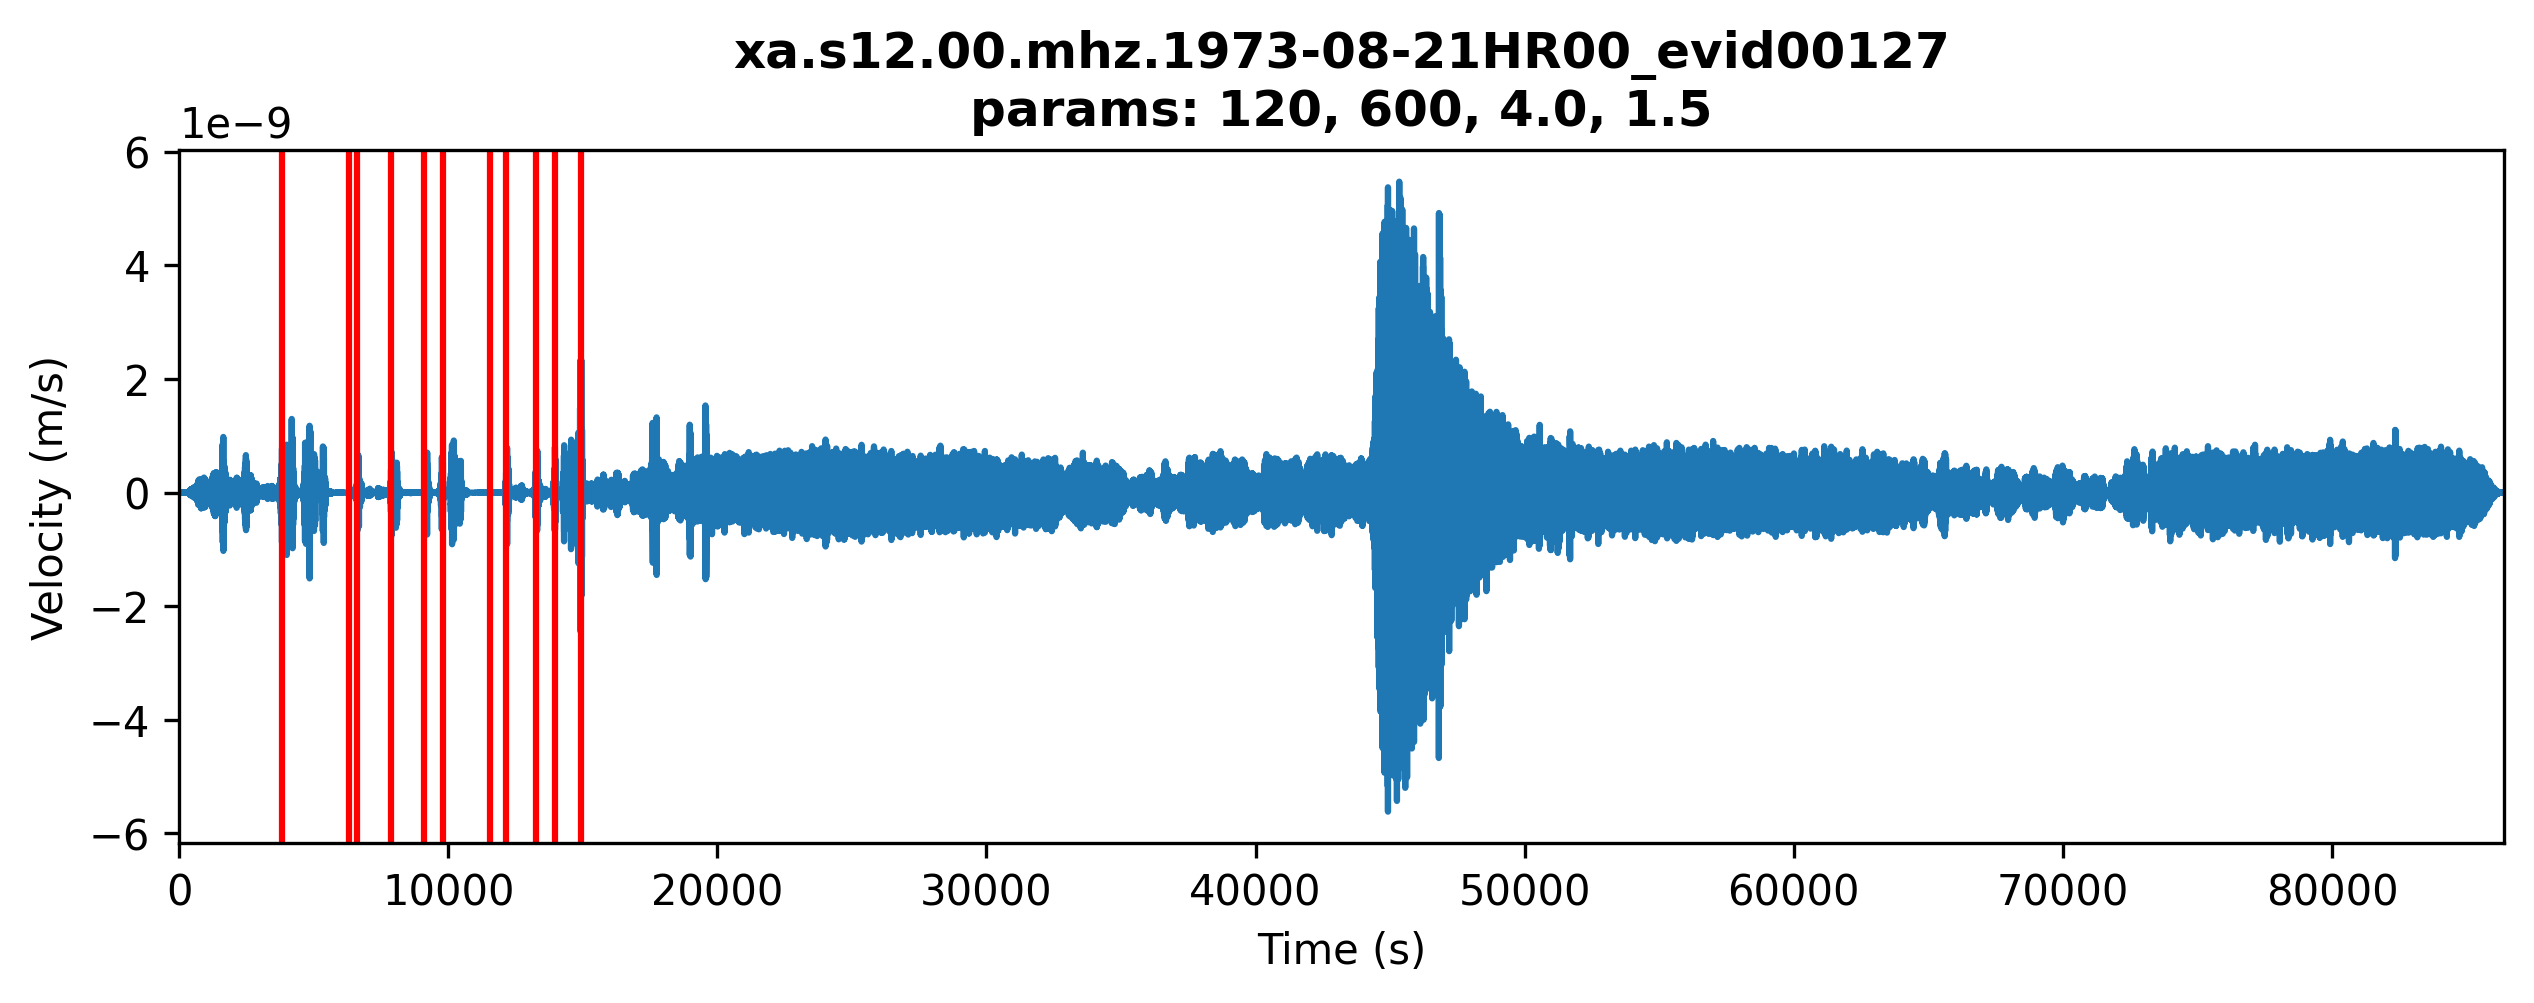 xa.s12.00.mhz.1973-08-21HR00_evid00127
params: 120, 600, 4.0, 1.5
1e−9
6
4
2
0
−2
−4
−6
Velocity (m/s)
0 10000 20000 30000 40000 50000 60000 70000 80000
Time (s)